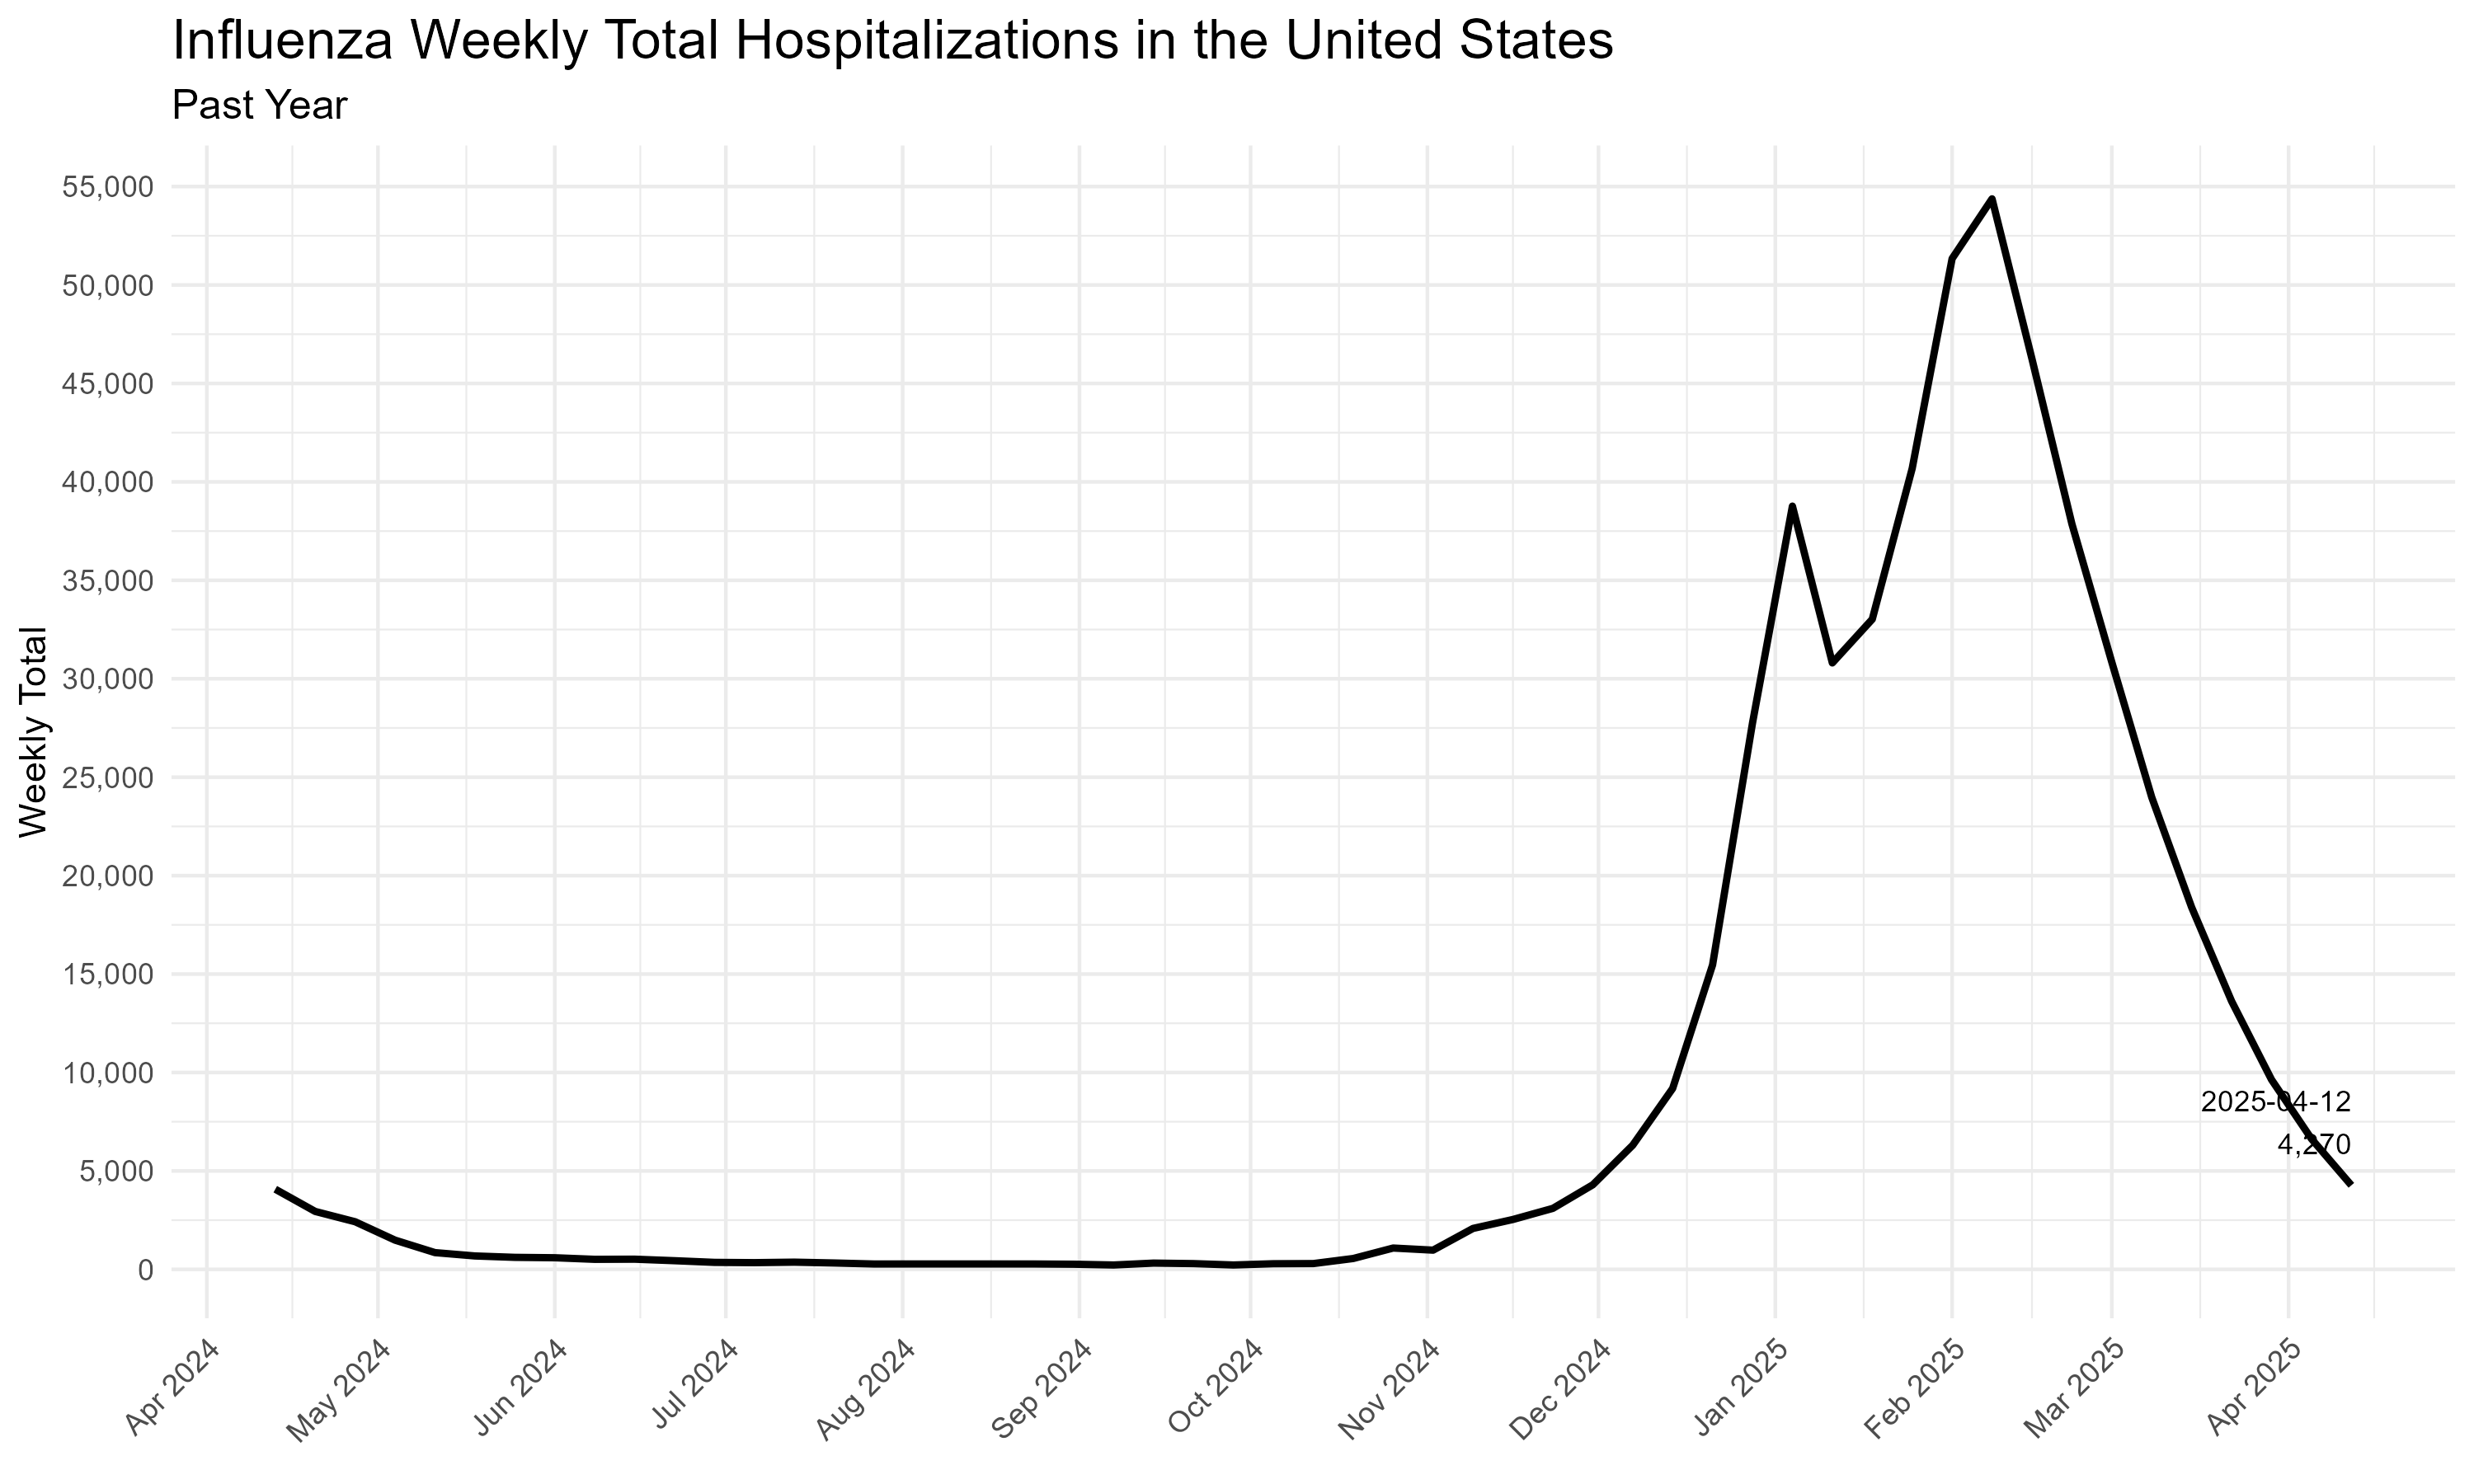 Influenza Weekly Total Hospitalizations in the United States
Past Year
Weekly Total
55,000
50,000
45,000
40,000
35,000
30,000
25,000
20,000
15,000
10,000
5,000
0
2025-04-12
4,270
Apr 2024
May 2024
Jun 2024
Jul 2024
Aug 2024
Sep 2024
Oct 2024
Nov 2024
Dec 2024
Jan 2025
Feb 2025
Mar 2025
Apr 2025